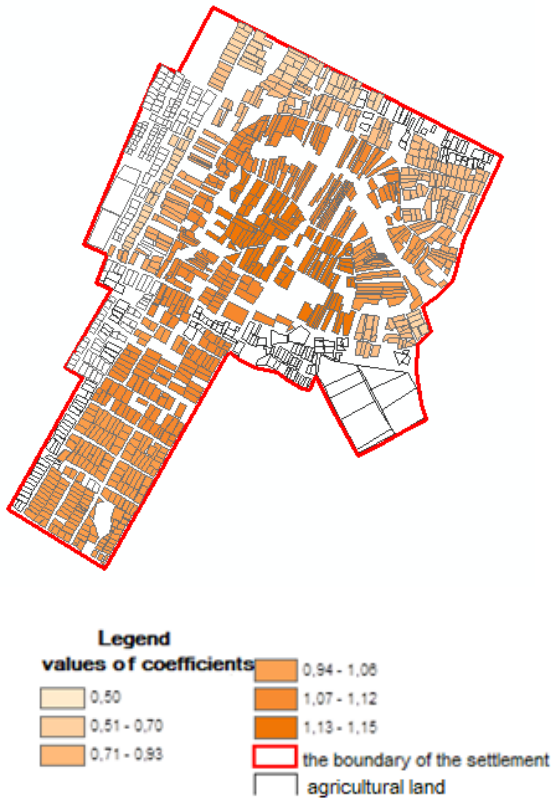 Legend
values of coefficients
0,50
0,51 - 0,70
0,71 - 0,93
0,94 - 1,06
1,07 - 1,12
1,13 - 1,15
the boundary of the settlement
agricultural land